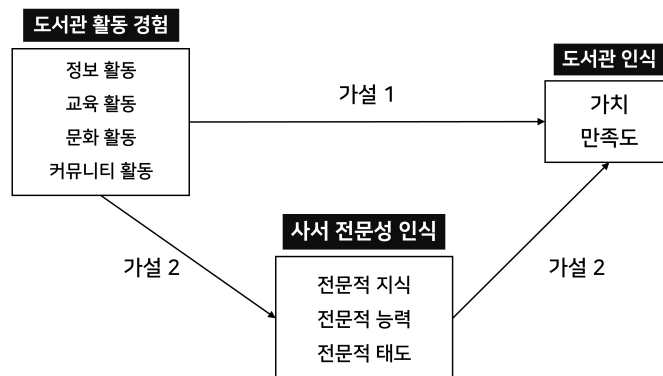 도서관 활동 경험
정보 활동
교육 활동
문화 활동
커뮤니티 활동
가설 1
도서관 인식
가치
만족도
가설 2
사서 전문성 인식
전문적 지식
전문적 능력
전문적 태도
가설 2